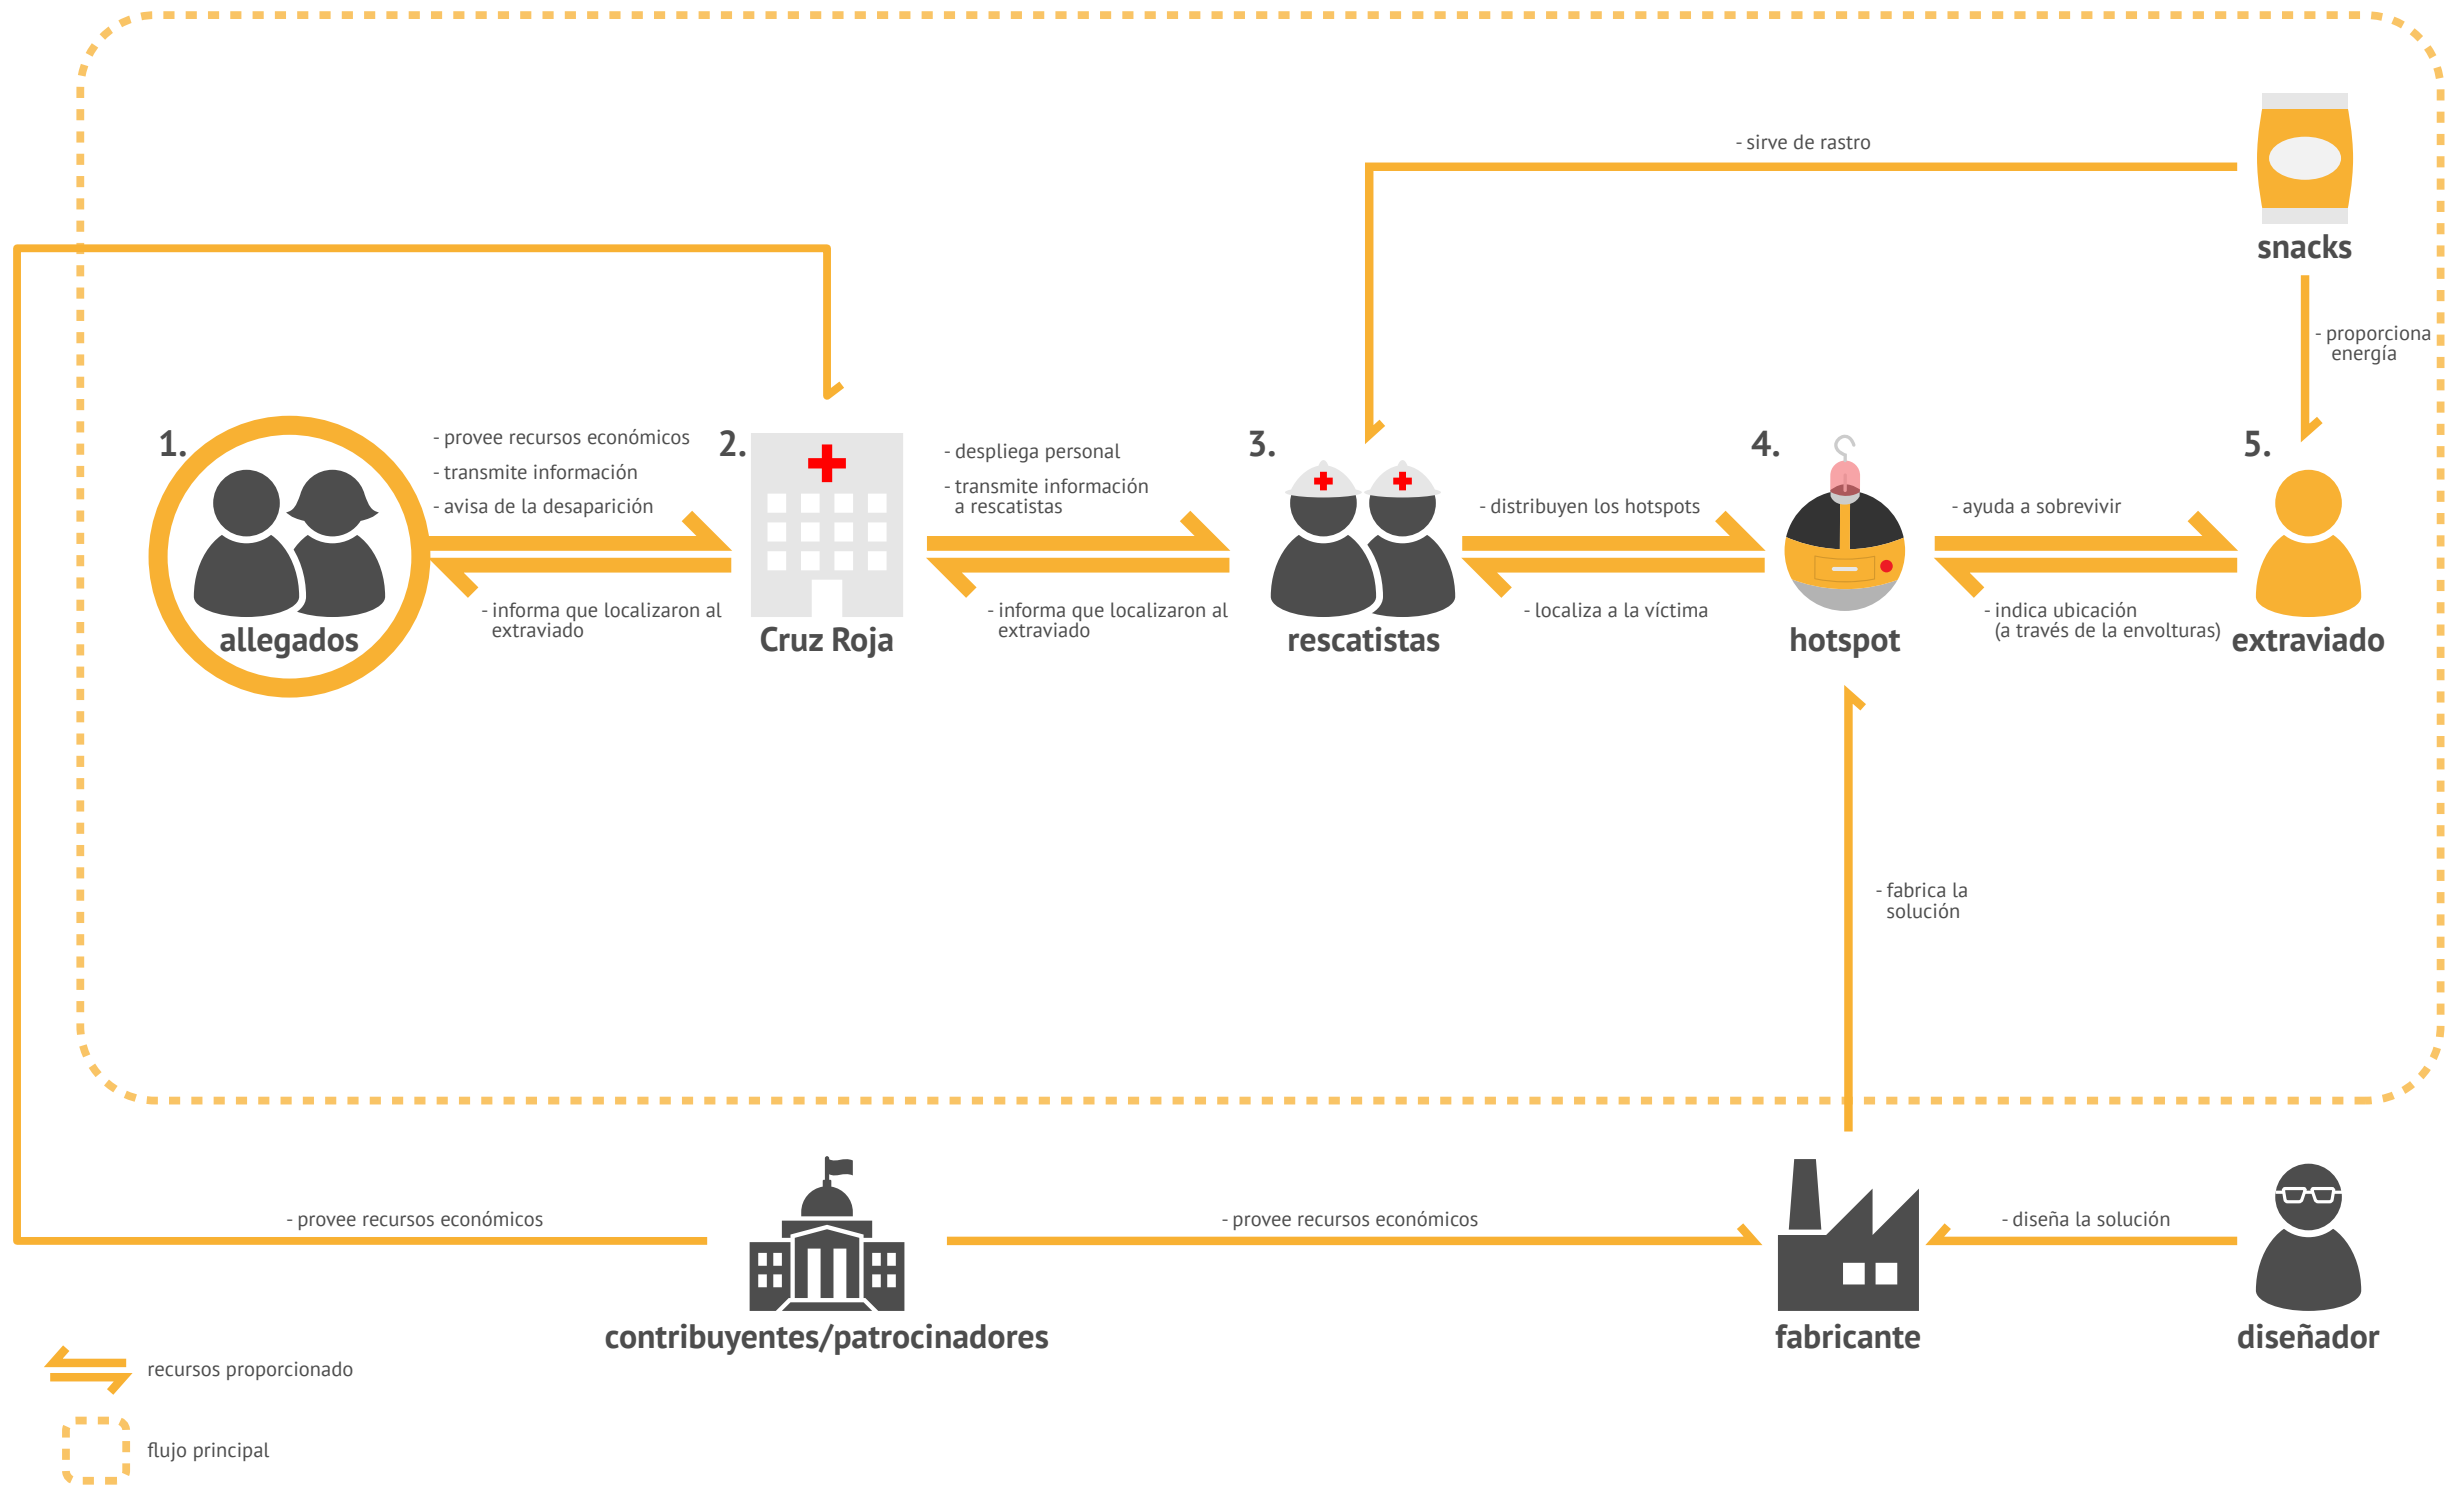 - sirve de rastro
snacks
- proporciona
energía
1.
- provee recursos económicos
- transmite información
- avisa de la desaparición
2.
- despliega personal
- transmite información
a rescatistas
3.
- distribuyen los hotspots
4.
- ayuda a sobrevivir
5.
- informa que localizaron al
extraviado
- informa que localizaron al
extraviado
- localiza a la víctima
- indica ubicación
(a través de la envolturas)
allegados
Cruz Roja
rescatistas
hotspot
extraviado
- fabrica la
solución
- provee recursos económicos
- provee recursos económicos
- diseña la solución
contribuyentes/patrocinadores
fabricante
diseñador
recursos proporcionado
flujo principal